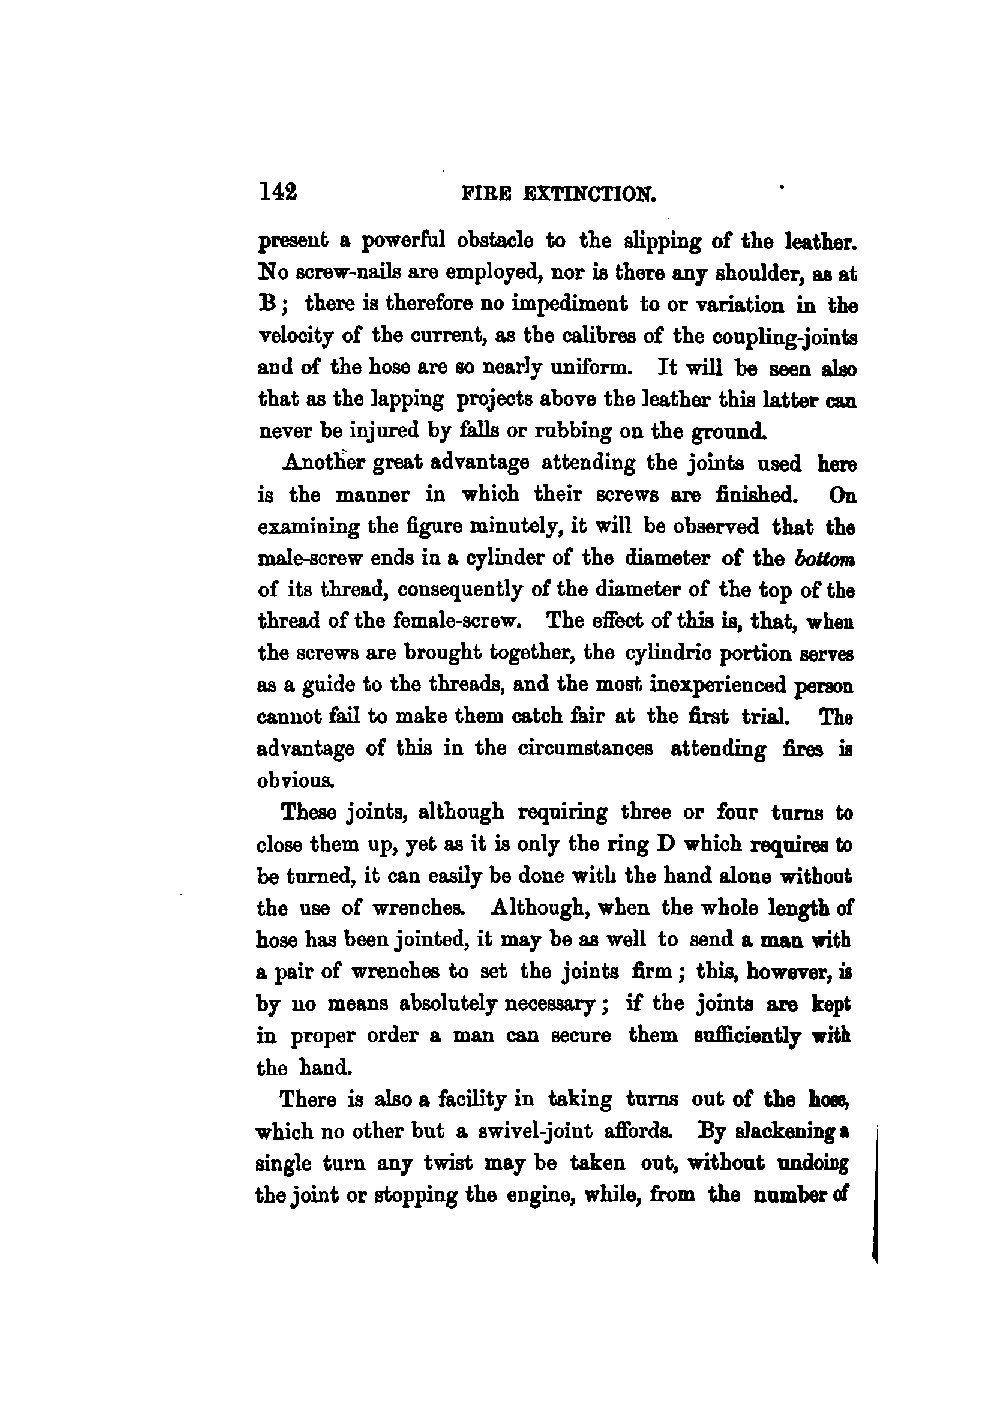 142 FIRE EXTINCTION.
present a powerful obstacle to the slipping of the leather.
No screw-nails are employed, nor is there any shoulder, as at
B; there is therefore no impediment to or variation in the
velocity of the current, as the calibres of the coupling-joints
and of the hose are so nearly uniform. It will be seen also
that as the lapping projects above the leather this latter can
never be injured by falls or rubbing on the ground.
Another great advantage attending the joints used here
is the manner in which their screws are finished. On
examining the figure minutely, it will be observed that the
male-screw ends in a cylinder of the diameter of the bottom
of its thread, consequently of the diameter of the top of the
thread of the female-screw. The effect of this is, that, when
the screws are brought together, the cylindric portion serves
as a guide to the threads, and the most inexperienced person
cannot fail to make them catch fair at the first trial. The
advantage of this in the circumstances attending fires is
obvious.
These joints, although requiring three or four turns to
close them up, yet as it is only the ring D which requires to
be turned, it can easily be done with the hand alone without
the use of wrenches. Although, when the whole length of
hose has been jointed, it may be as well to send a man with
a pair of wrenches to set the joints firm; this, however, is
by no means absolutely necessary; if the joints are kept
in proper order a man can secure them sufficiently with
the hand.
There is also a facility in taking turns out of the hose,
which no other but a swivel-joint affords. By slackening a
single turn any twist may be taken out, without undoing
the joint or stopping the engine, while, from the number of